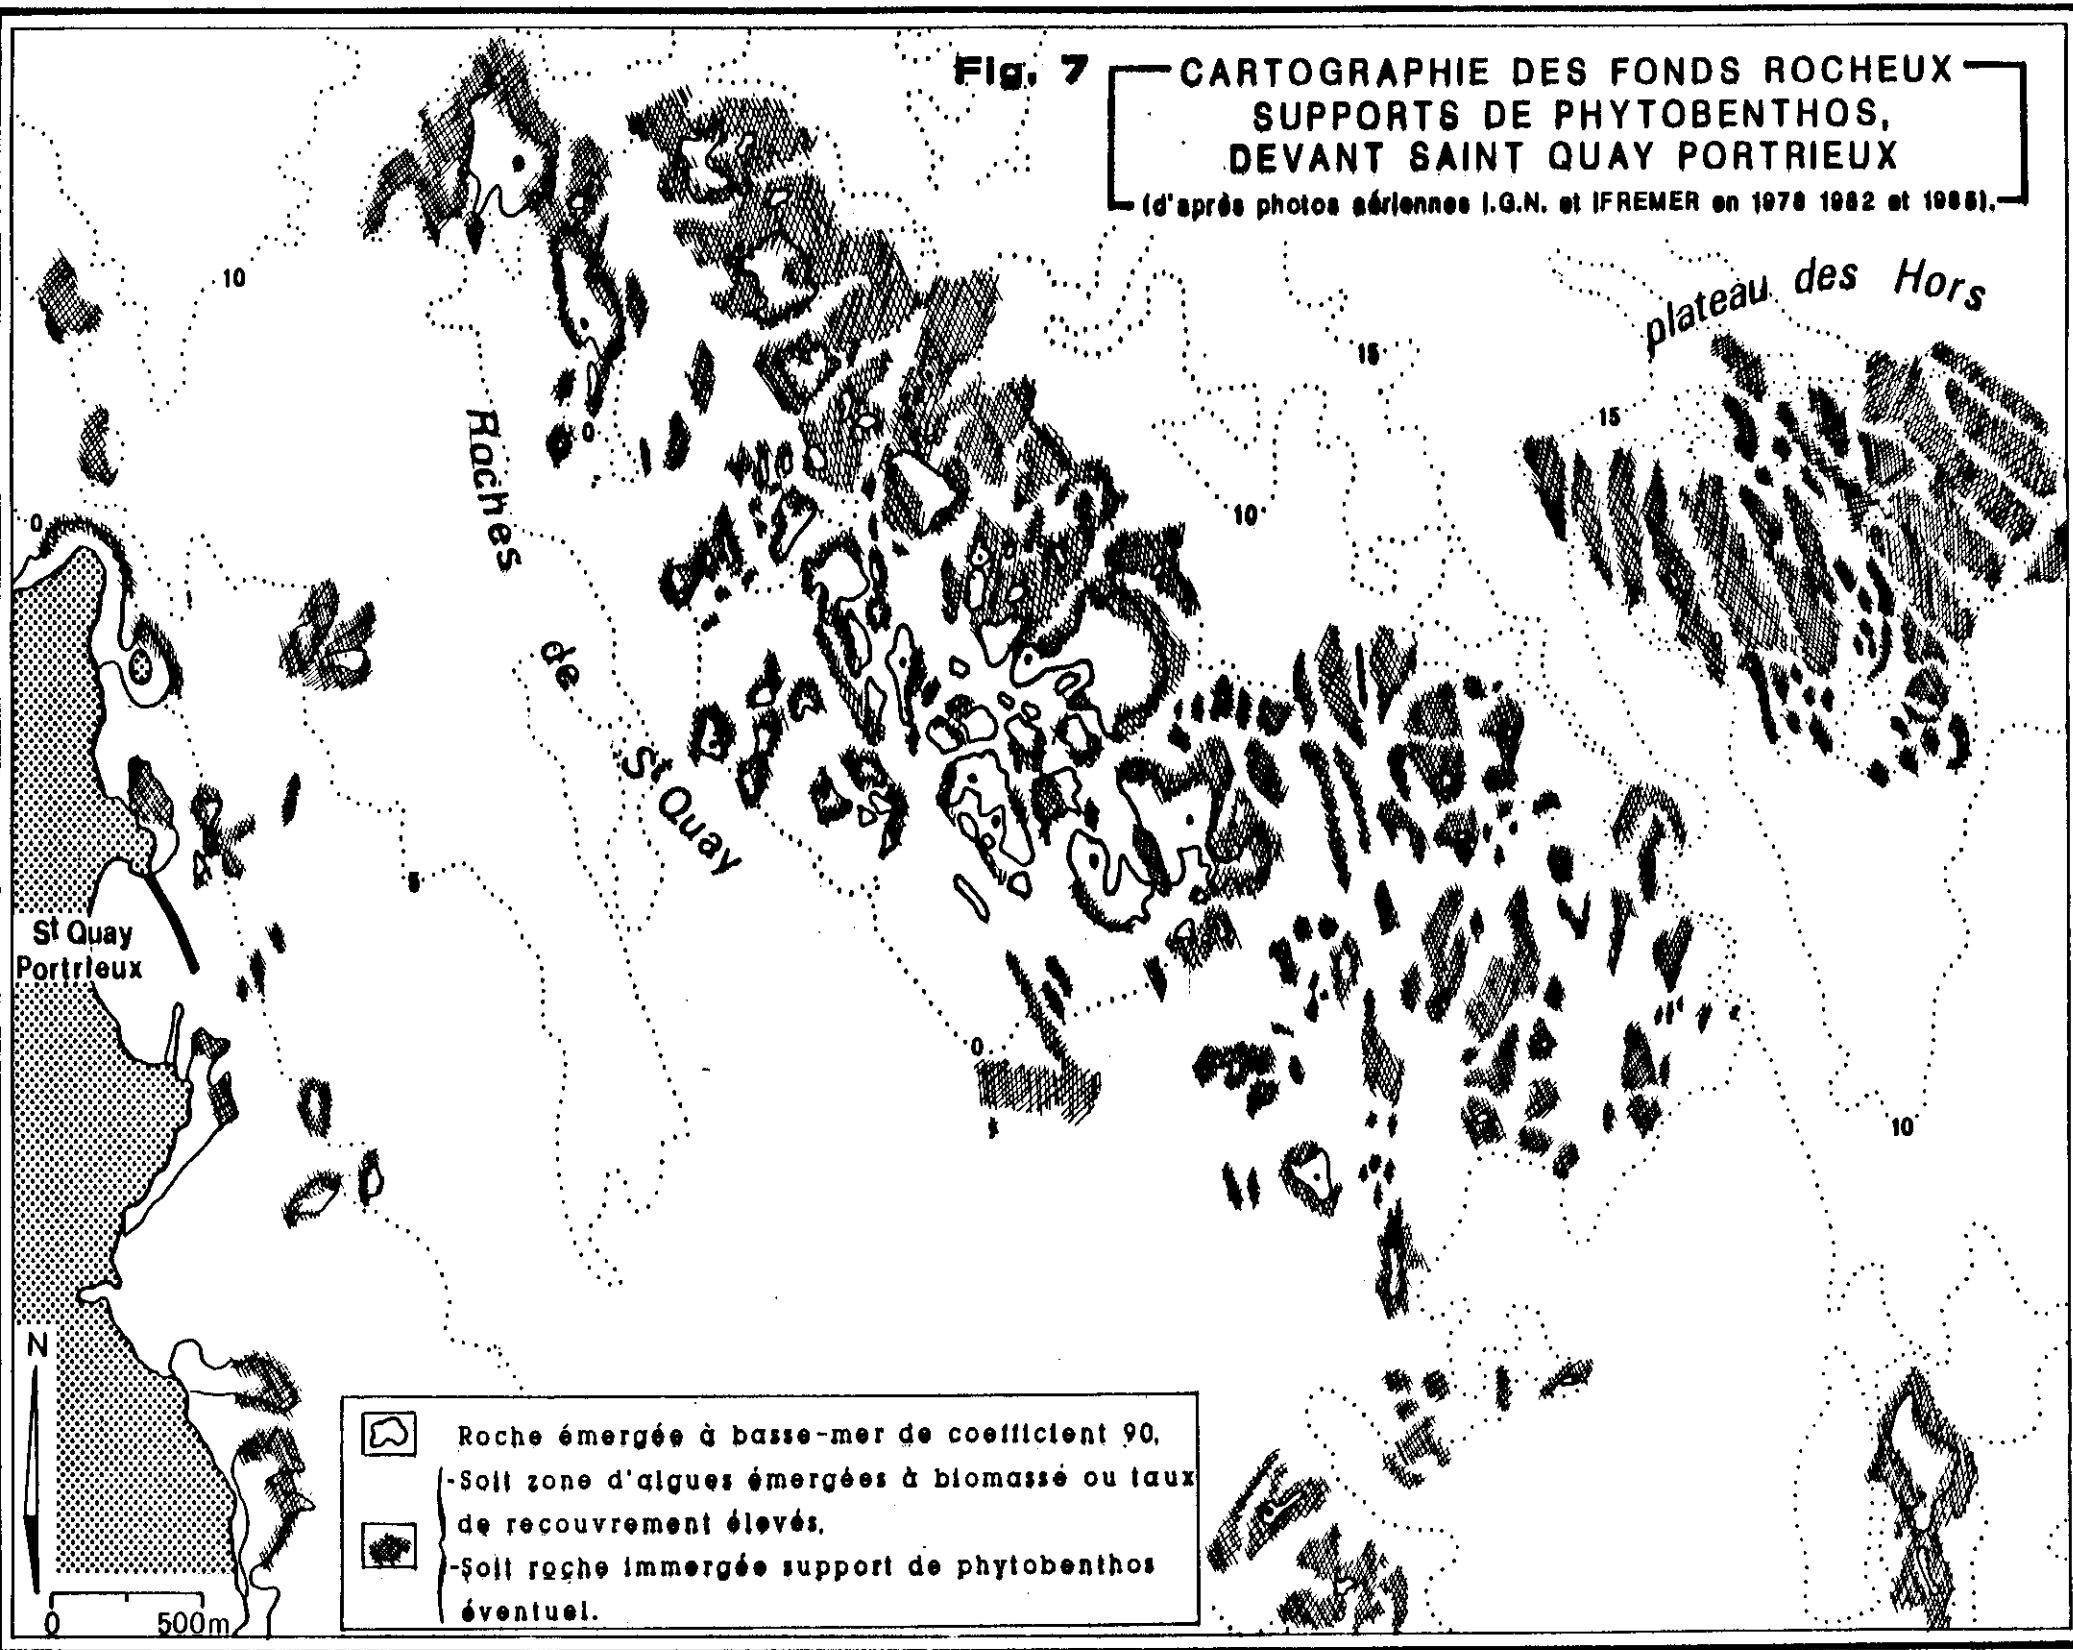 Fig. 7
CARTOGRAPHIE DES FONDS ROCHEUX
SUPPORTS DE PHYTOBENTHOS,
DEVANT SAINT QUAY PORTRIEUX
(d'après photos aériennes I.G.N. et IFREMER en 1978 1982 et 1985).
plateau des Hors
10
15
15
10
0
0
Roches
de
St Quay
5
St Quay
Portrieux
0
10
N
0 500m
Roche émergée à basse-mer de coefficient 90,
-Soit zone d'algues émergées à biomassé ou taux
de recouvrement élevés,
-Soit roche immergée support de phytobenthos
éventuel.